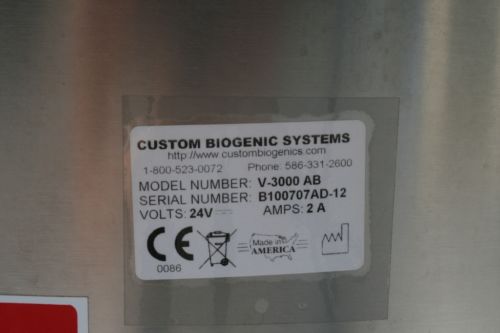 CUSTOM BIOGENIC SYSTEMS
http://www.custombiogenics.com
1-800-523-0072 Phone: 586-331-2600
MODEL NUMBER: V-3000 AB
SERIAL NUMBER: B100707AD-12
VOLTS: 24V AMPS: 2 A
CE
0086
Made in
AMERICA